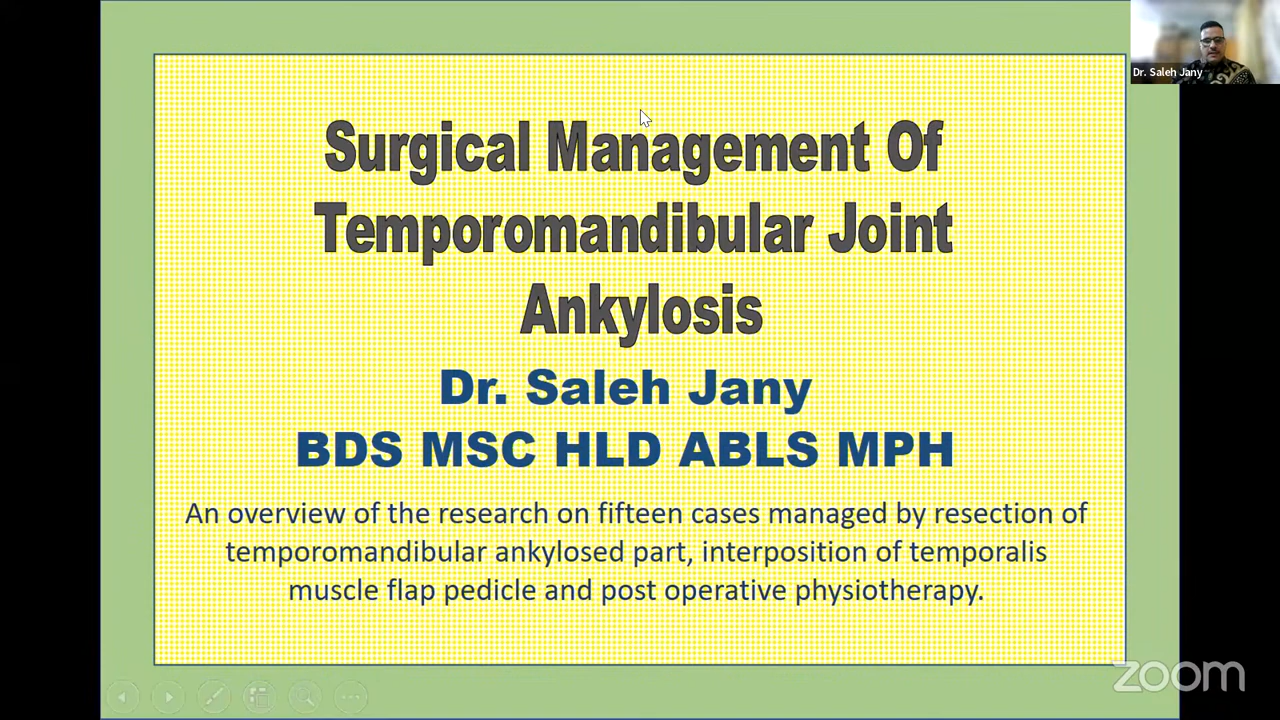 Dr. Saleh Jany
Surgical Management Of
Temporomandibular Joint
Ankylosis
Dr. Saleh Jany
BDS MSC HLD ABLS MPH
An overview of the research on fifteen cases managed by resection of
temporomandibular ankylosed part, interposition of temporalis
muscle flap pedicle and post operative physiotherapy.
zoom